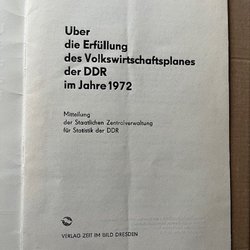 Über
die Erfüllung
des Volkswirtschaftsplanes
der DDR
im Jahre 1972
Mitteilung
der Staatlichen Zentralverwaltung
für Statistik der DDR
VERLAG ZEIT IM BILD DRESDEN